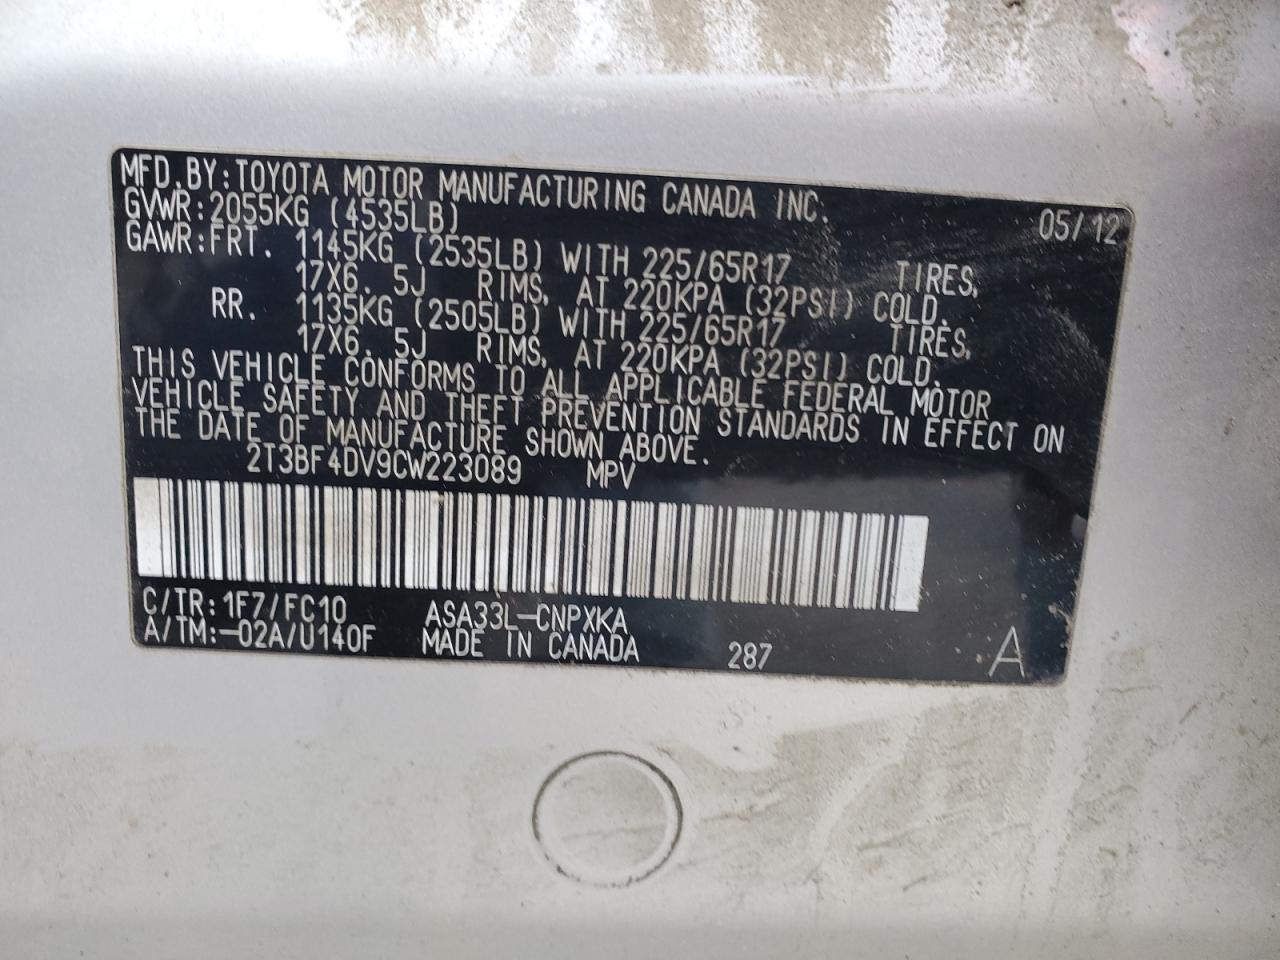 MFD. BY: TOYOTA MOTOR MANUFACTURING CANADA INC.
GVWR: 2055KG (4535LB) 05/12
GAWR: FRT. 1145KG (2535LB) WITH 225/65R17 TIRES,
17X6. 5J RIMS, AT 220KPA (32PSI) COLD.
RR. 1135KG (2505LB) WITH 225/65R17 TIRES,
17X6. 5J RIMS, AT 220KPA (32PSI) COLD.
THIS VEHICLE CONFORMS TO ALL APPLICABLE FEDERAL MOTOR
VEHICLE SAFETY AND THEFT PREVENTION STANDARDS IN EFFECT ON
THE DATE OF MANUFACTURE SHOWN ABOVE.
2T3BF4DV9CW223089 MPV
C/TR: 1F7/FC10 ASA33L-CNPXKA
A/TM: -02A/U140F MADE IN CANADA 287 A